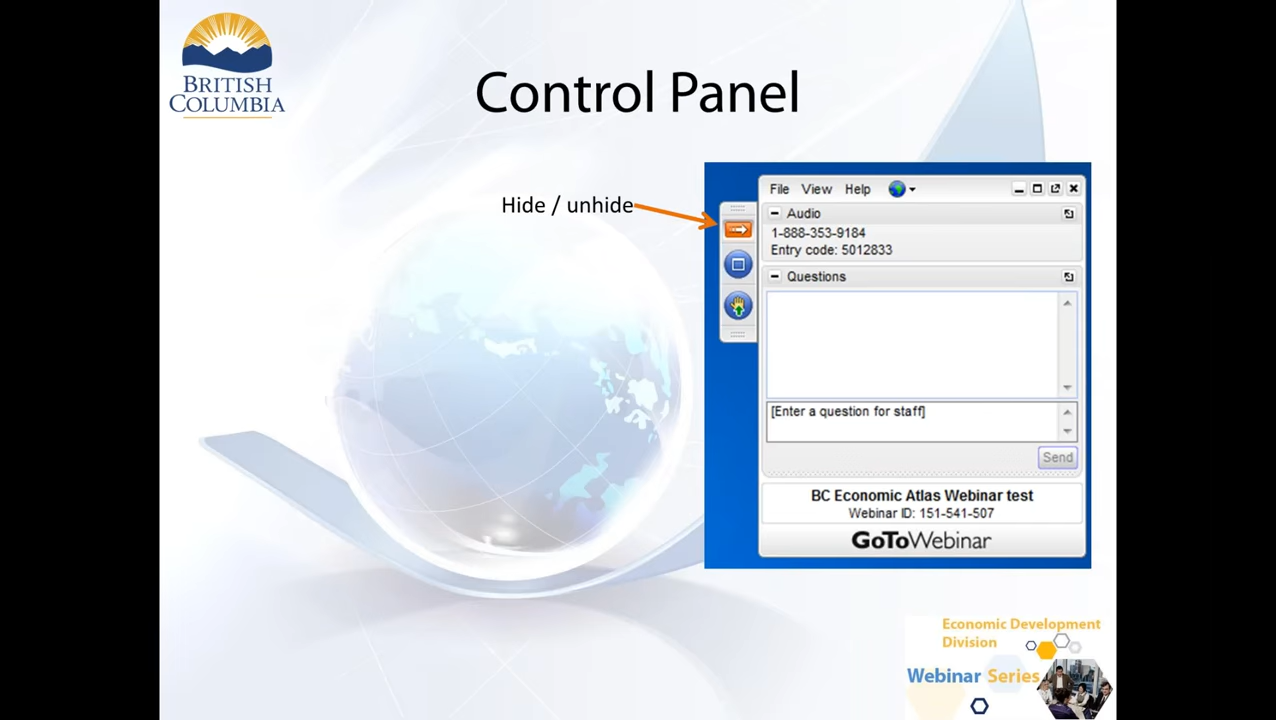 BRITISH
COLUMBIA
Control Panel
Hide / unhide
File View Help
Audio
1-888-353-9184
Entry code: 5012833
Questions
[Enter a question for staff]
Send
BC Economic Atlas Webinar test
Webinar ID: 151-541-507
GoToWebinar
Economic Development
Division
Webinar Series